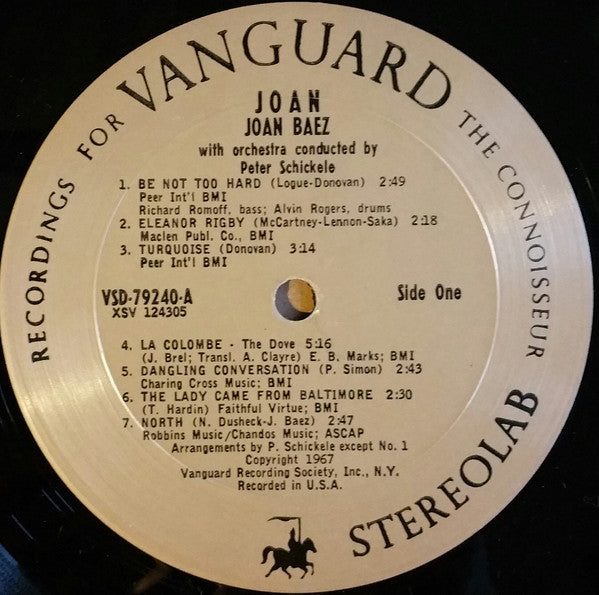 RECORDINGS FOR VANGUARD THE CONNOISSEUR
JOAN
JOAN BAEZ
with orchestra conducted by
Peter Schickele
1. BE NOT TOO HARD (Logue-Donovan) 2:49
Peer Int'l BMI
Richard Romoff, bass; Alvin Rogers, drums
2. ELEANOR RIGBY (McCartney-Lennon-Saka) 2:18
Maclen Publ. Co., BMI
3. TURQUOISE (Donovan) 3:14
Peer Int'l BMI
VSD-79240-A
XSV 124305
Side One
4. LA COLOMBE - The Dove 5:16
(J. Brel; Transl. A. Clayre) E. B. Marks; BMI
5. DANGLING CONVERSATION (P. Simon) 2:43
Charing Cross Music; BMI
6. THE LADY CAME FROM BALTIMORE 2:30
(T. Hardin) Faithful Virtue; BMI
7. NORTH (N. Dusheck-J. Baez) 2:47
Robbins Music/Chandos Music; ASCAP
Arrangements by P. Schickele except No. 1
Copyright 1967
Vanguard Recording Society, Inc., N.Y.
Recorded in U.S.A.
STEREOLAB